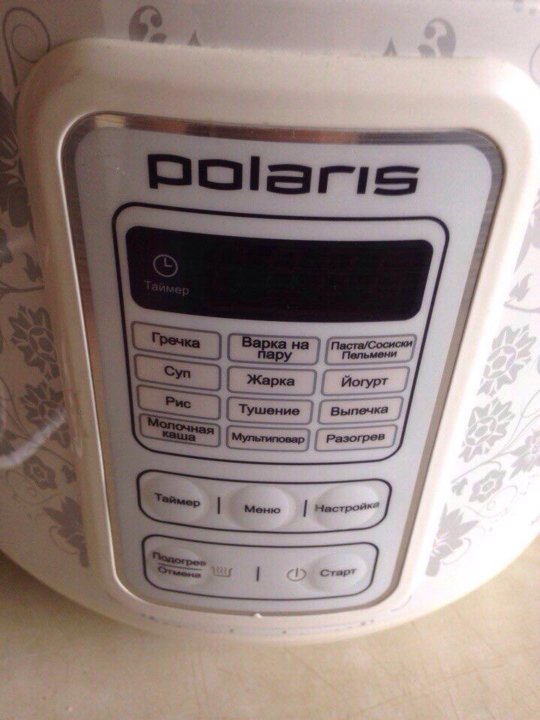 polaris
Таймер
Гречка
Варка на
пару
Паста/Сосиски
Пельмени
Суп
Жарка
Йогурт
Рис
Тушение
Выпечка
Молочная
каша
Мультиповар
Разогрев
Таймер
Меню
Настройка
Подогрев
Отмена
Старт